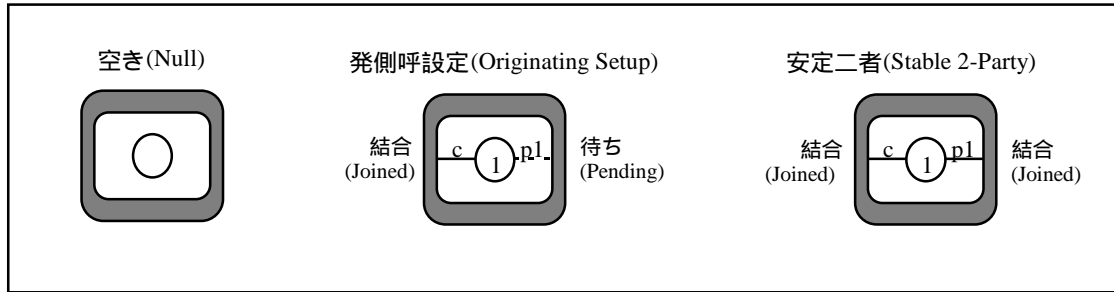 空き(Null)
発側呼設定(Originating Setup)
安定二者(Stable 2-Party)
結合
(Joined)
c
1
p1
待ち
(Pending)
結合
(Joined)
c
1
p1
結合
(Joined)